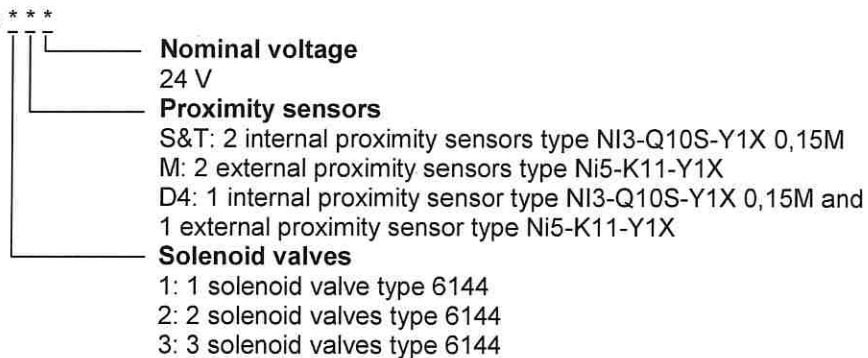 * * *
Nominal voltage
24 V
Proximity sensors
S&T: 2 internal proximity sensors type NI3-Q10S-Y1X 0,15M
M: 2 external proximity sensors type Ni5-K11-Y1X
D4: 1 internal proximity sensor type NI3-Q10S-Y1X 0,15M and
1 external proximity sensor type Ni5-K11-Y1X
Solenoid valves
1: 1 solenoid valve type 6144
2: 2 solenoid valves type 6144
3: 3 solenoid valves type 6144